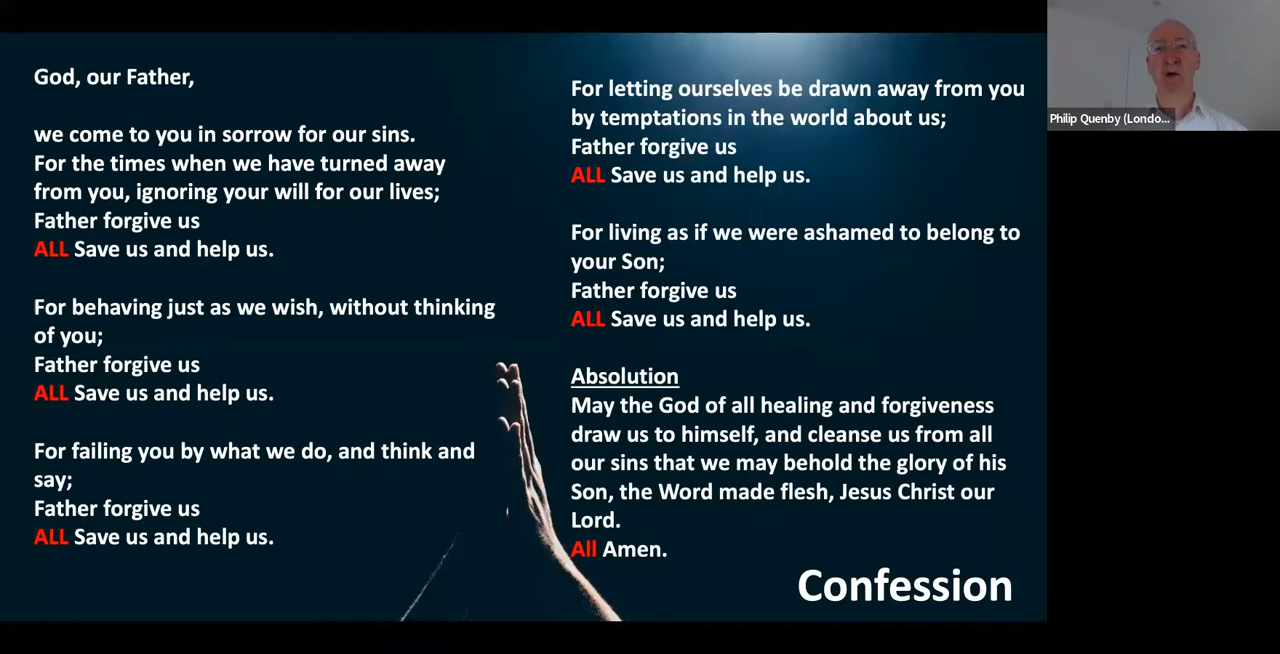 God, our Father,
we come to you in sorrow for our sins.
For the times when we have turned away
from you, ignoring your will for our lives;
Father forgive us
ALL Save us and help us.
For behaving just as we wish, without thinking
of you;
Father forgive us
ALL Save us and help us.
For failing you by what we do, and think and
say;
Father forgive us
ALL Save us and help us.
For letting ourselves be drawn away from you
by temptations in the world about us;
Father forgive us
ALL Save us and help us.
For living as if we were ashamed to belong to
your Son;
Father forgive us
ALL Save us and help us.
Absolution
May the God of all healing and forgiveness
draw us to himself, and cleanse us from all
our sins that we may behold the glory of his
Son, the Word made flesh, Jesus Christ our
Lord.
All Amen.
Confession
Philip Quenby (Londo...